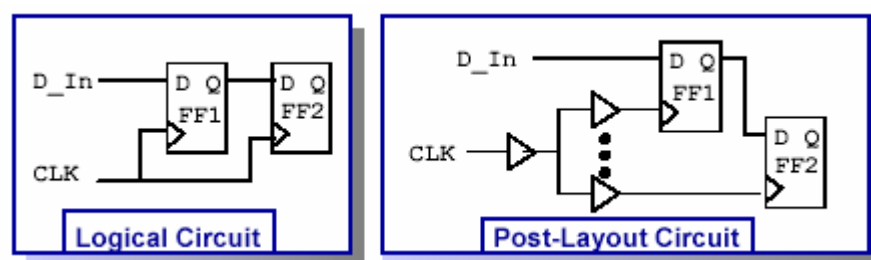 D_In
D Q
FF1
D Q
FF2
CLK
Logical Circuit
D_In
D Q
FF1
CLK
D Q
FF2
Post-Layout Circuit